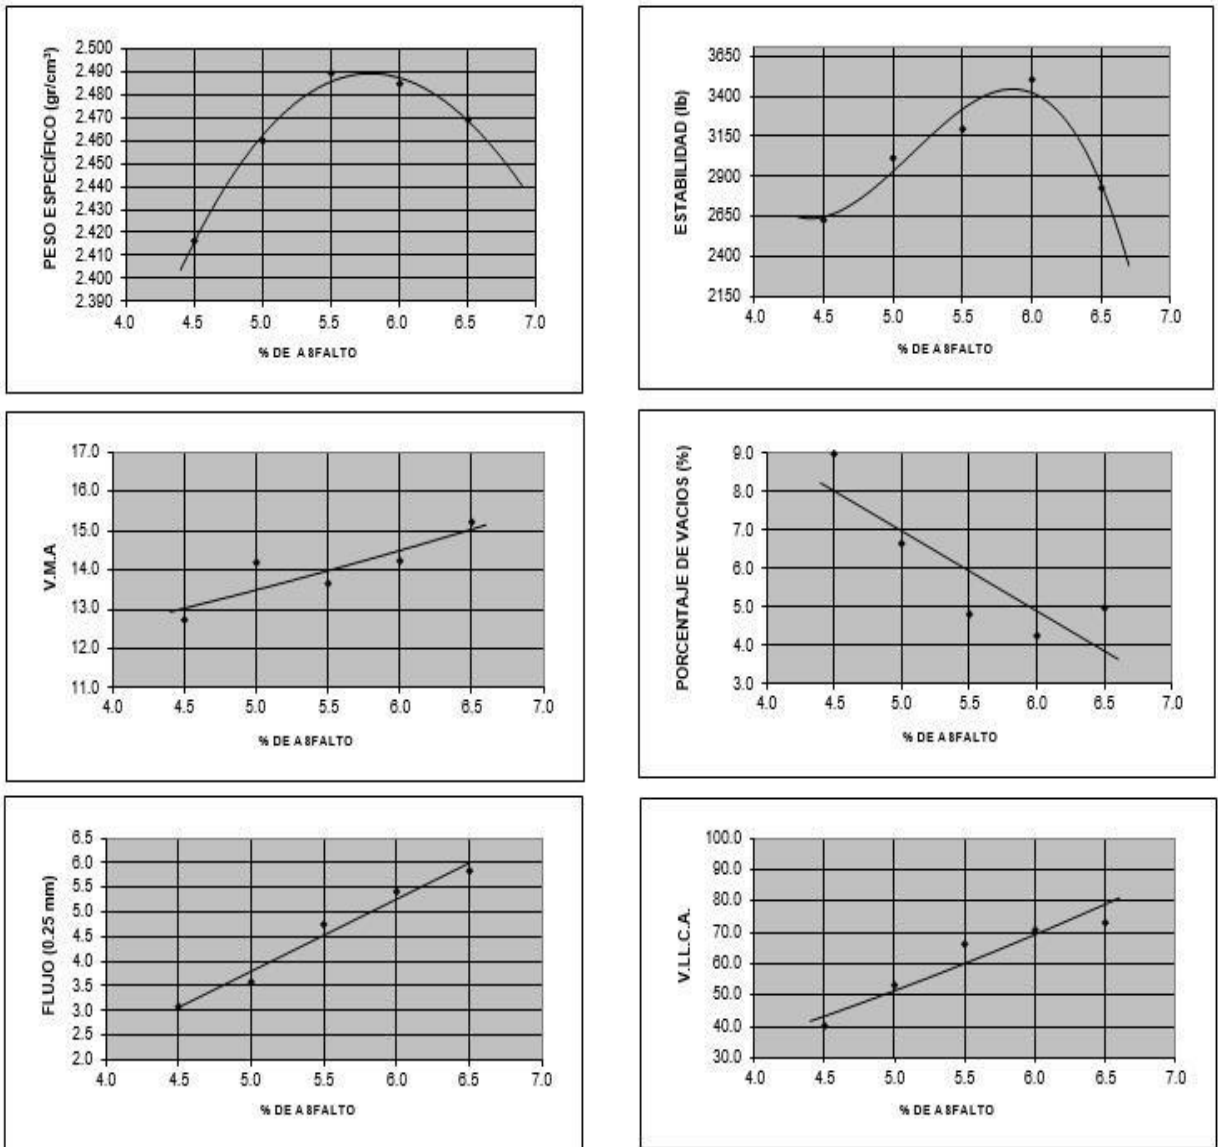 PESO ESPECÍFICO (gr/cm³)
2.500
2.490
2.480
2.470
2.460
2.450
2.440
2.430
2.420
2.410
2.400
2.390
4.0 4.5 5.0 5.5 6.0 6.5 7.0
% DE ASFALTO
ESTABILIDAD (lb)
3650
3400
3150
2900
2650
2400
2150
4.0 4.5 5.0 5.5 6.0 6.5 7.0
% DE ASFALTO
V.M.A
17.0
16.0
15.0
14.0
13.0
12.0
11.0
4.0 4.5 5.0 5.5 6.0 6.5 7.0
% DE ASFALTO
PORCENTAJE DE VACIOS (%)
9.0
8.0
7.0
6.0
5.0
4.0
3.0
4.0 4.5 5.0 5.5 6.0 6.5 7.0
% DE ASFALTO
FLUJO (0.25 mm)
6.5
6.0
5.5
5.0
4.5
4.0
3.5
3.0
2.5
2.0
4.0 4.5 5.0 5.5 6.0 6.5 7.0
% DE ASFALTO
V.LL.C.A.
100.0
90.0
80.0
70.0
60.0
50.0
40.0
30.0
4.0 4.5 5.0 5.5 6.0 6.5 7.0
% DE ASFALTO